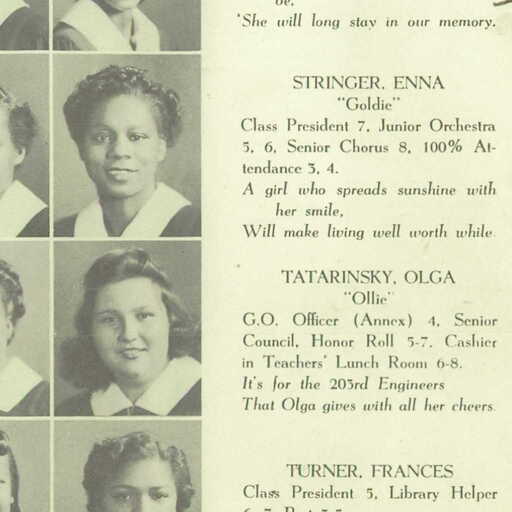 be,
'She will long stay in our memory.
STRINGER, ENNA
"Goldie"
Class President 7, Junior Orchestra
5, 6, Senior Chorus 8, 100% At-
tendance 3, 4.
A girl who spreads sunshine with
her smile,
Will make living well worth while.
TATARINSKY, OLGA
"Ollie"
G.O. Officer (Annex) 4, Senior
Council, Honor Roll 5-7, Cashier
in Teachers' Lunch Room 6-8.
It's for the 203rd Engineers
That Olga gives with all her cheers.
TURNER, FRANCES
Class President 5, Library Helper